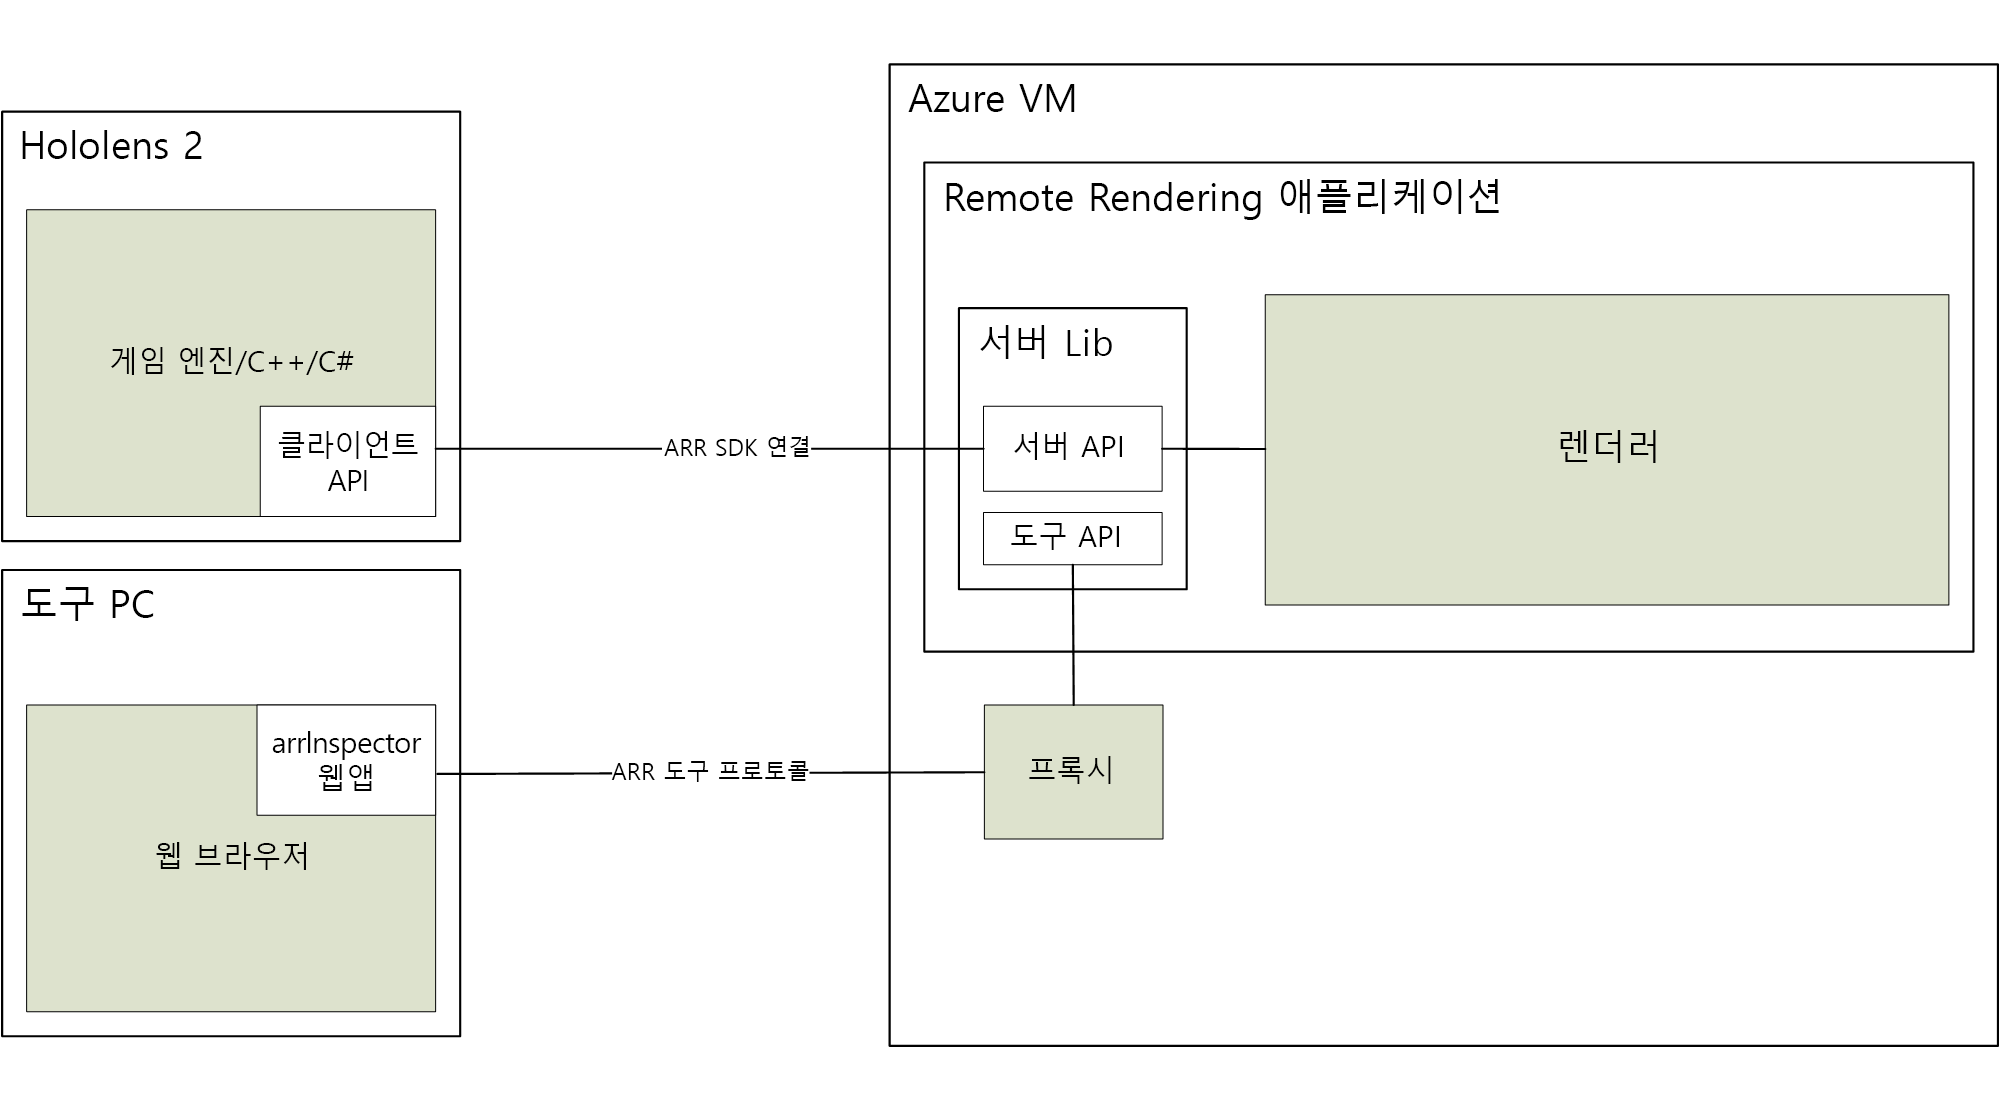 Hololens 2
게임 엔진/C++/C#
클라이언트
API
도구 PC
arrInspector
웹앱
웹 브라우저
ARR SDK 연결
ARR 도구 프로토콜
Azure VM
Remote Rendering 애플리케이션
서버 Lib
서버 API
도구 API
렌더러
프록시